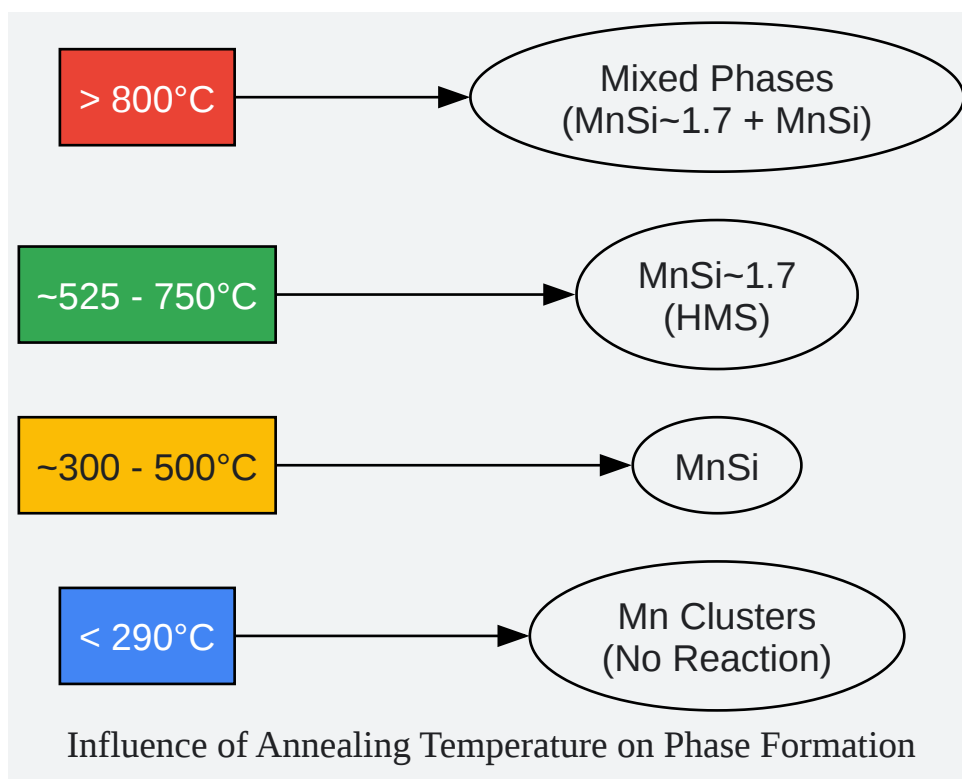 > 800°C
Mixed Phases
(MnSi~1.7 + MnSi)
~525 - 750°C
MnSi~1.7
(HMS)
~300 - 500°C
MnSi
< 290°C
Mn Clusters
(No Reaction)
Influence of Annealing Temperature on Phase Formation